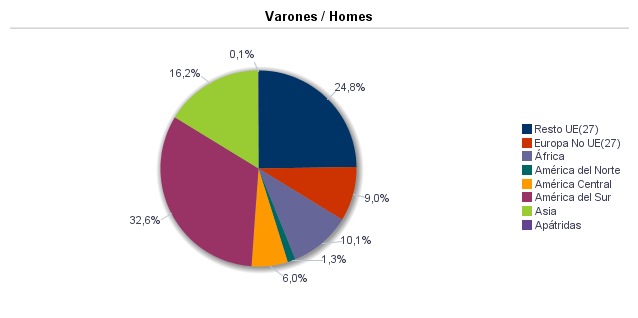 Varones / Homes
0,1%
16,2%
24,8%
32,6%
9,0%
10,1%
1,3%
6,0%
Resto UE(27)
Europa No UE(27)
África
América del Norte
América Central
América del Sur
Asia
Apátridas